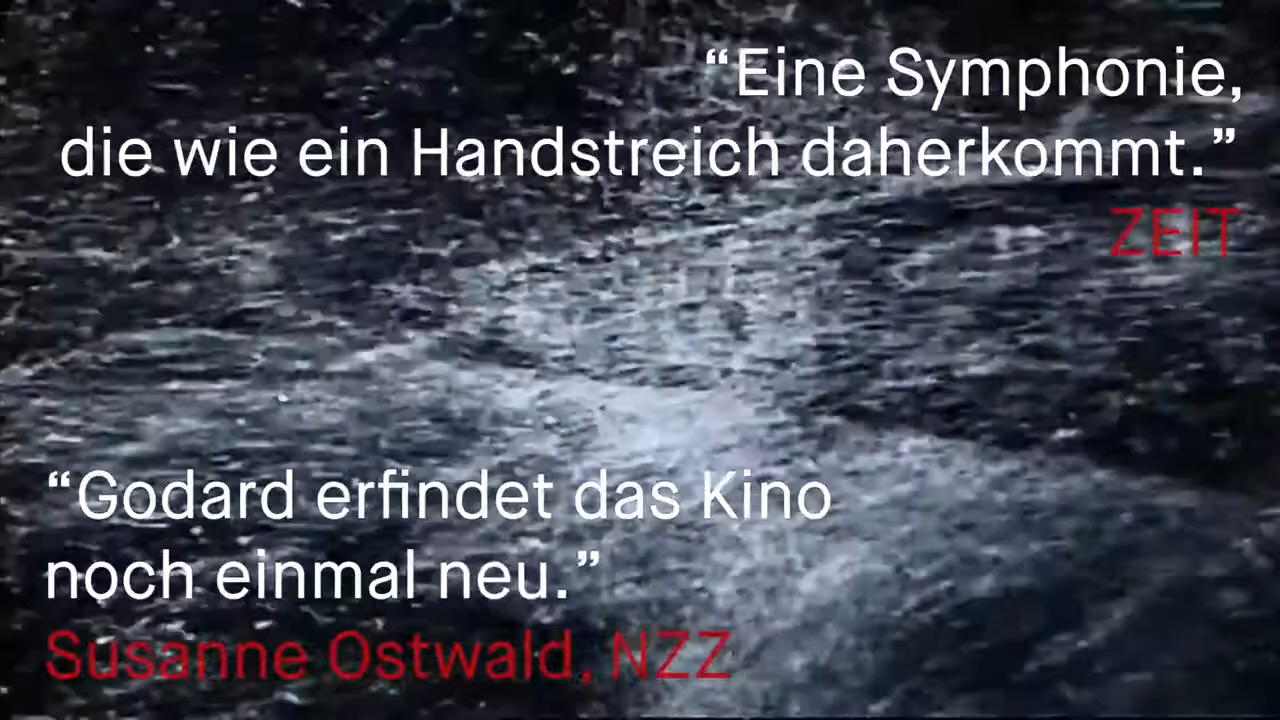 “Eine Symphonie,
die wie ein Handstreich daherkommt.”
ZEIT
“Godard erfindet das Kino
noch einmal neu.”
Susanne Ostwald, NZZ